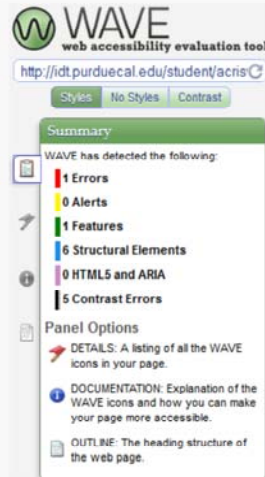 WAVE
web accessibility evaluation tool
http://idt.purduecal.edu/student/acris
Styles No Styles Contrast
Summary
WAVE has detected the following:
1 Errors
0 Alerts
1 Features
6 Structural Elements
0 HTML5 and ARIA
5 Contrast Errors
Panel Options
DETAILS: A listing of all the WAVE
icons in your page.
DOCUMENTATION: Explanation of the
WAVE icons and how you can make
your page more accessible.
OUTLINE: The heading structure of
the web page.